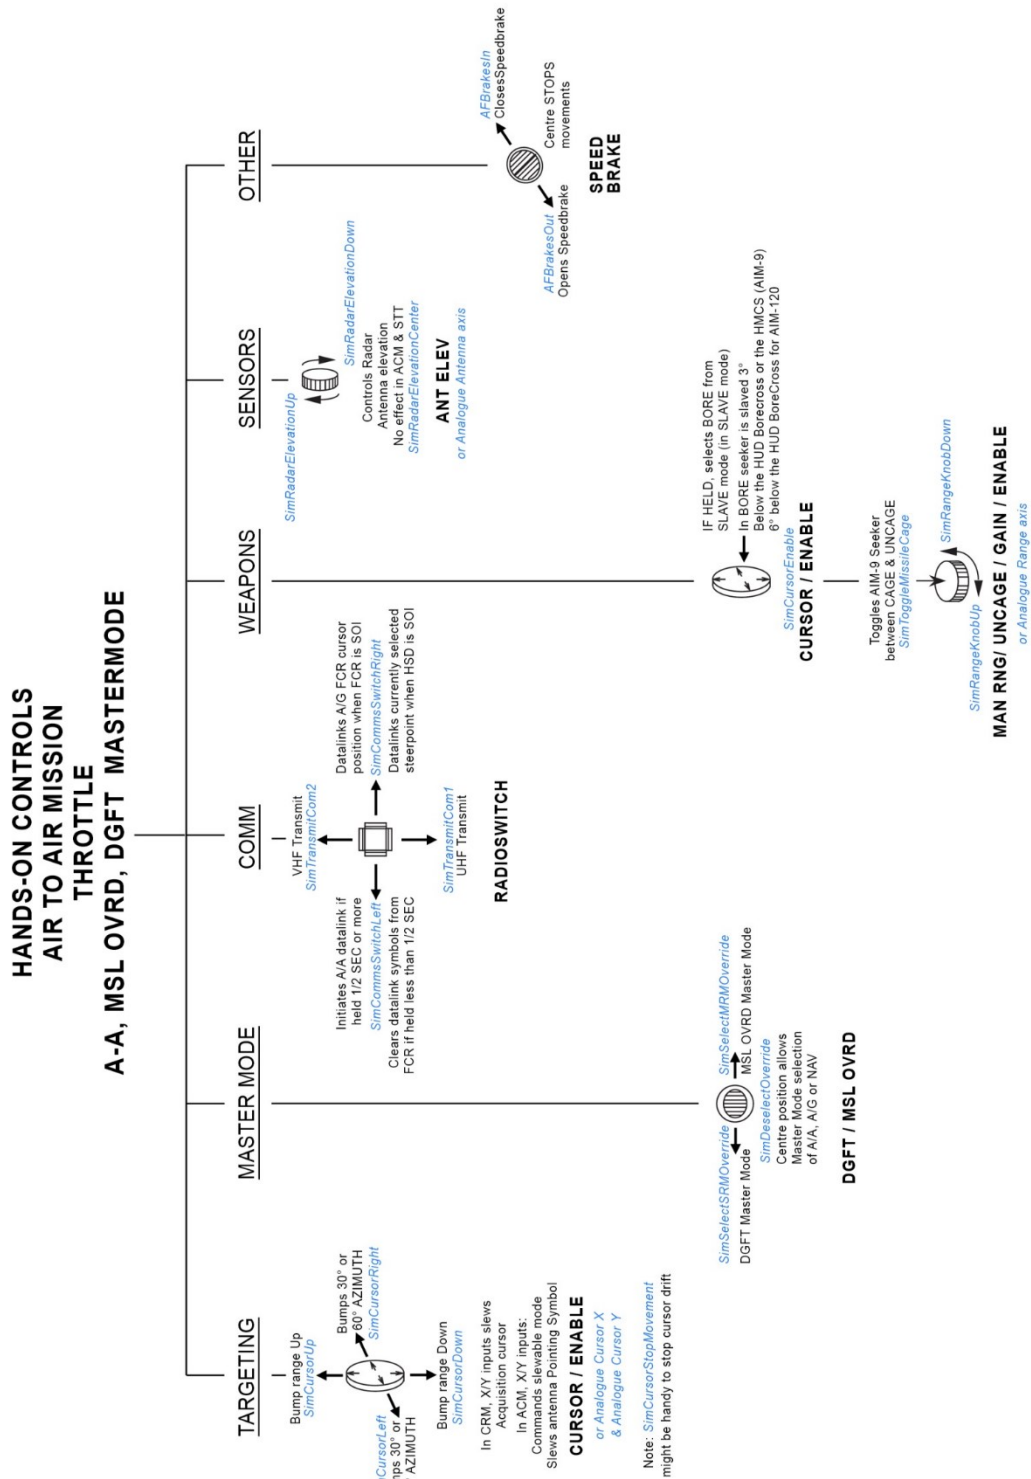 HANDS-ON CONTROLS
AIR TO AIR MISSION
THROTTLE
A-A, MSL OVRD, DGFT MASTERMODE
TARGETING
Bump range Up
SimCursorUp
Bumps 30° or
60° AZIMUTH
SimCursorRight
CursorLeft
30° or
AZIMUTH
Bump range Down
SimCursorDown
In CRM, X/Y inputs slews
Acquisition cursor
In ACM, X/Y inputs:
Commands slewable mode
Slews antenna Pointing Symbol
CURSOR / ENABLE
or Analogue Cursor X
& Analogue Cursor Y
Note: SimCursorStopMovement
might be handy to stop cursor drift
MASTER MODE
SimSelectSRMOverride
DGFT Master Mode
SimSelectMRMOverride
MSL OVRD Master Mode
SimDeselectOverride
Centre position allows
Master Mode selection
of A/A, A/G or NAV
DGFT / MSL OVRD
COMM
VHF Transmit
SimTransmitCom2
Initiates A/A datalink if
held 1/2 SEC or more
SimCommsSwitchLeft
Clears datalink symbols from
FCR if held less than 1/2 SEC
Datalinks A/G FCR cursor
position when FCR is SOI
SimCommsSwitchRight
Datalinks currently selected
steerpoint when HSD is SOI
SimTransmitCom1
UHF Transmit
RADIOSWITCH
WEAPONS
IF HELD, selects BORE from
SLAVE mode (in SLAVE mode)
In BORE seeker is slaved 3°
Below the HUD Borecross or the HMCS (AIM-9)
6° below the HUD BoreCross for AIM-120
SimCursorEnable
CURSOR / ENABLE
Toggles AIM-9 Seeker
between CAGE & UNCAGE
SimToggleMissileCage
SimRangeKnobUp
SimRangeKnobDown
MAN RNG/ UNCAGE / GAIN / ENABLE
or Analogue Range axis
SENSORS
SimRadarElevationUp
SimRadarElevationDown
Controls Radar
Antenna elevation
No effect in ACM & STT
SimRadarElevationCenter
ANT ELEV
or Analogue Antenna axis
OTHER
AFBrakesIn
ClosesSpeedbrake
AFBrakesOut
Opens Speedbrake
Centre STOPS
movements
SPEED
BRAKE